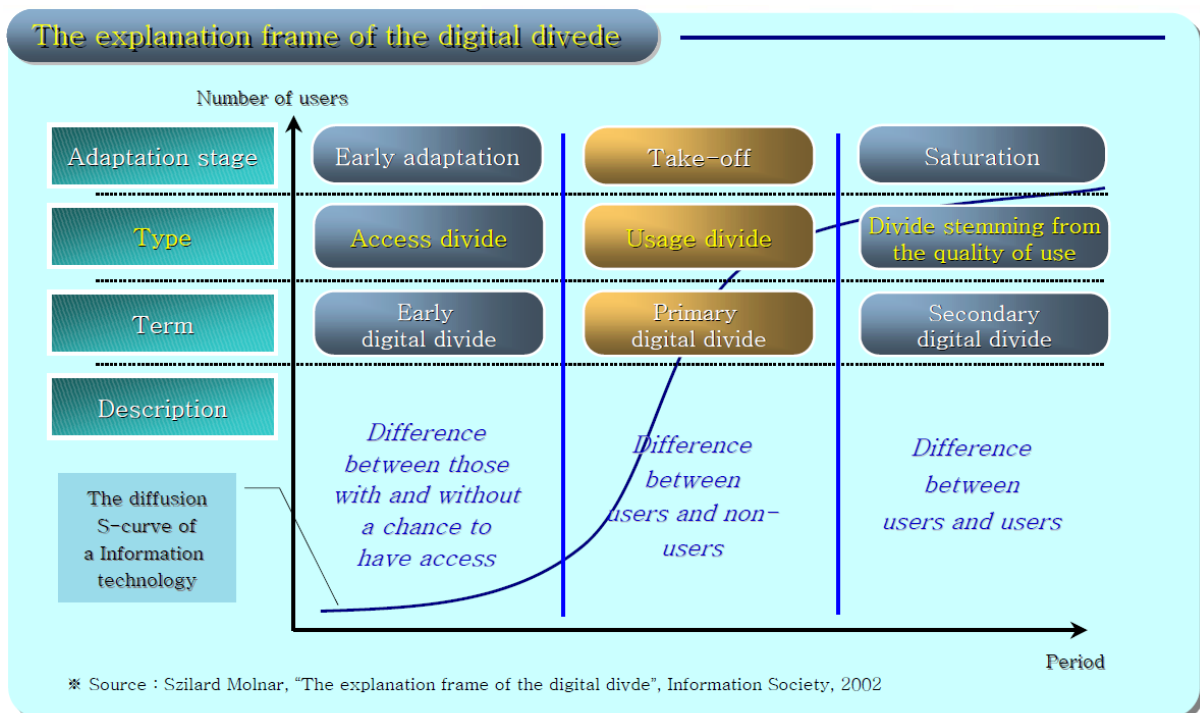 The explanation frame of the digital divede
Number of users
Adaptation stage
Early adaptation
Take-off
Saturation
Type
Access divide
Usage divide
Divide stemming from
the quality of use
Term
Early
digital divide
Primary
digital divide
Secondary
digital divide
Description
Difference
between those
with and without
a chance to
have access
Difference
between
users and non-
users
Difference
between
users and users
The diffusion
S-curve of
a Information
technology
Period
※ Source : Szilard Molnar, “The explanation frame of the digital divde”, Information Society, 2002